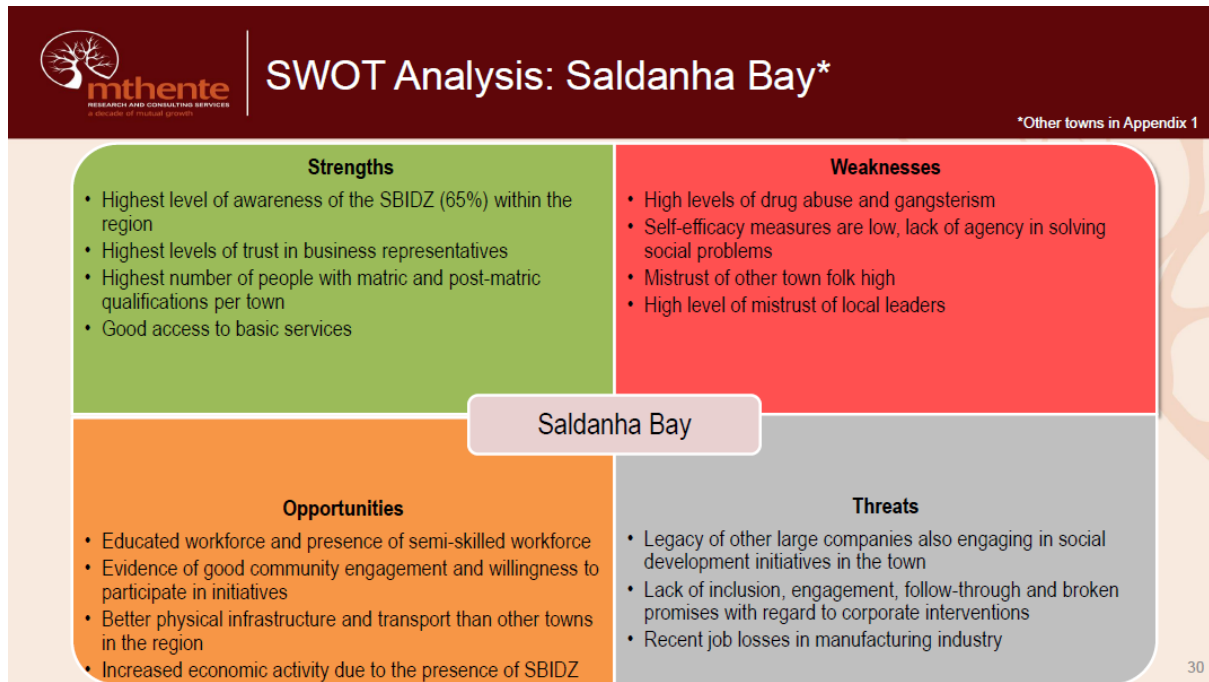 mthente
RESEARCH AND CONSULTING SERVICES
a decade of mutual growth
SWOT Analysis: Saldanha Bay*
*Other towns in Appendix 1
Strengths
• Highest level of awareness of the SBIDZ (65%) within the
region
• Highest levels of trust in business representatives
• Highest number of people with matric and post-matric
qualifications per town
• Good access to basic services
Weaknesses
• High levels of drug abuse and gangsterism
• Self-efficacy measures are low, lack of agency in solving
social problems
• Mistrust of other town folk high
• High level of mistrust of local leaders
Saldanha Bay
Opportunities
• Educated workforce and presence of semi-skilled workforce
• Evidence of good community engagement and willingness to
participate in initiatives
• Better physical infrastructure and transport than other towns
in the region
• Increased economic activity due to the presence of SBIDZ
Threats
• Legacy of other large companies also engaging in social
development initiatives in the town
• Lack of inclusion, engagement, follow-through and broken
promises with regard to corporate interventions
• Recent job losses in manufacturing industry
30